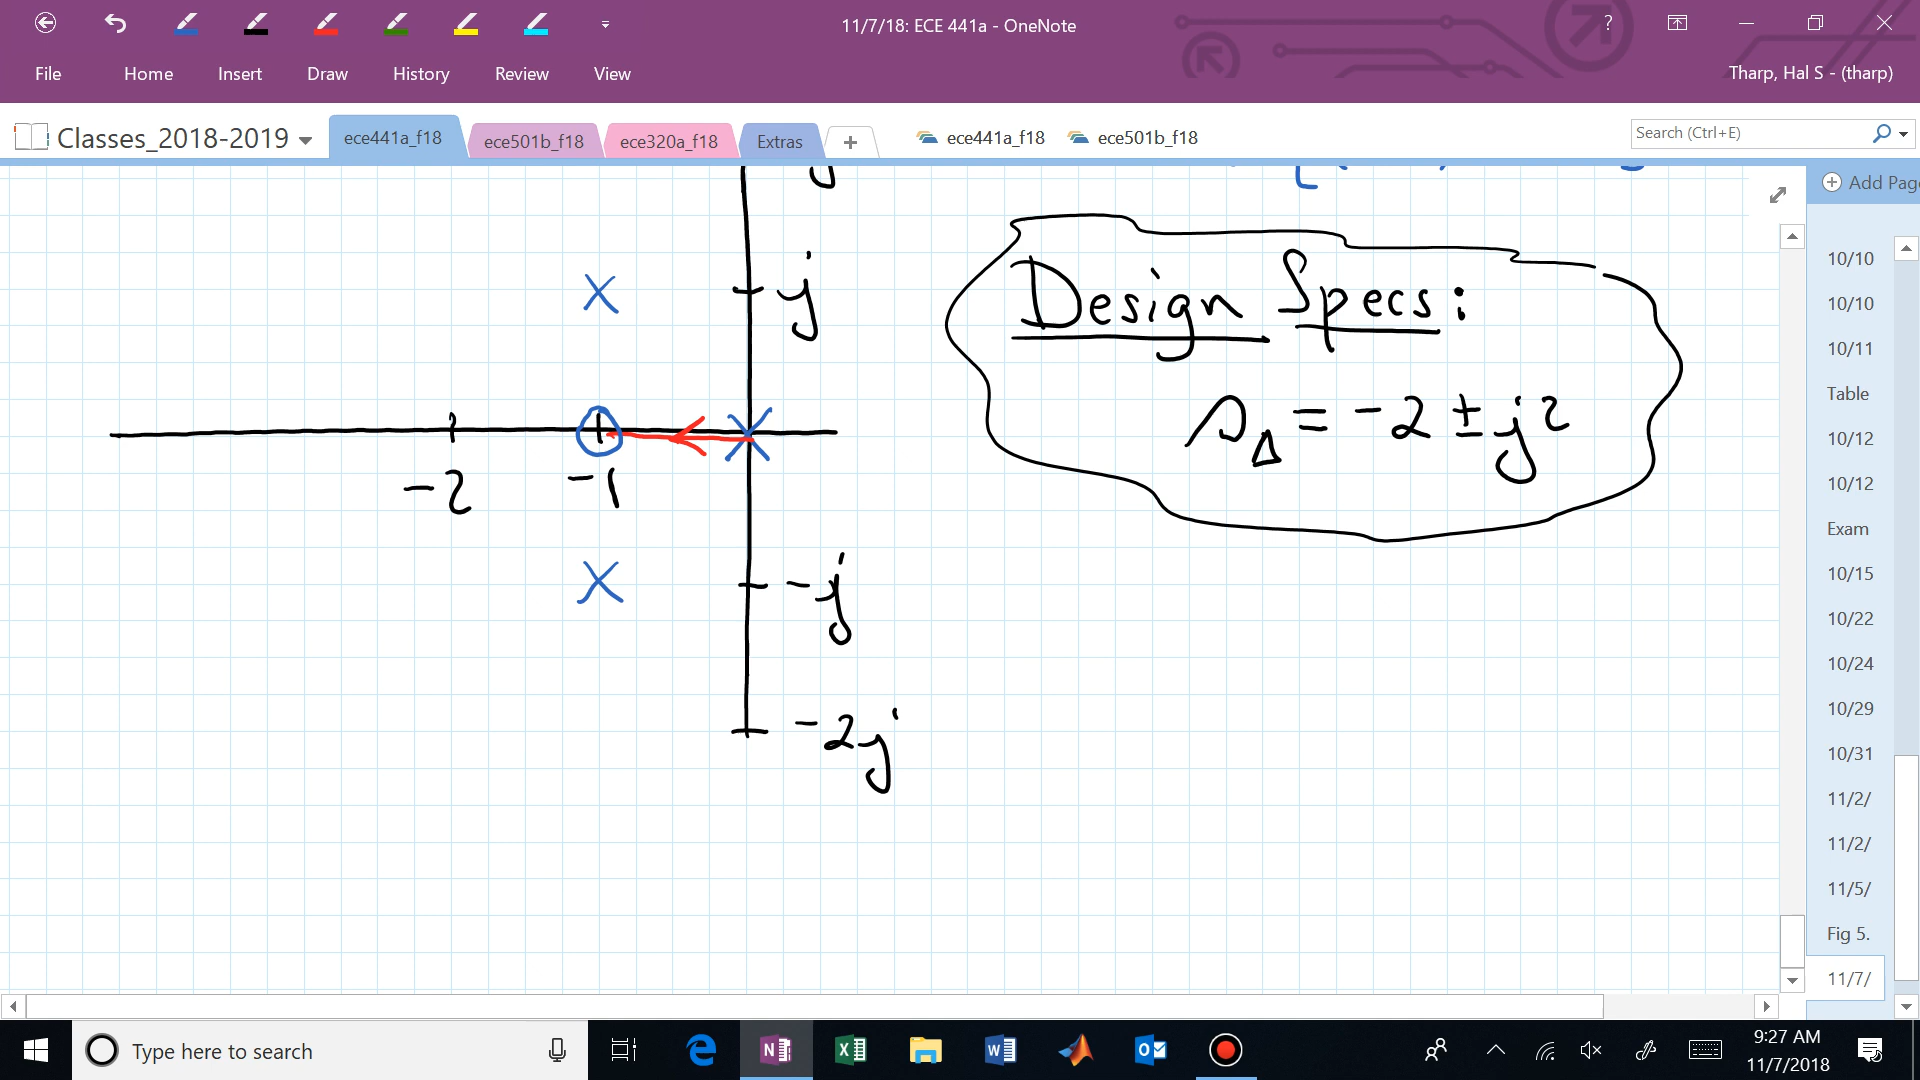 11/7/18: ECE 441a - OneNote
?
File Home Insert Draw History Review View
Tharp, Hal S - (tharp)
Classes_2018-2019
ece441a_f18
ece501b_f18
ece320a_f18
Extras
+
ece441a_f18
ece501b_f18
Search (Ctrl+E)
Add Page
10/10
10/10
10/11
Table
10/12
10/12
Exam
10/15
10/22
10/24
10/29
10/31
11/2/
11/2/
11/5/
Fig 5.
11/7/
j
-2
-1
-j
-2j
Design Specs:
s_Δ = -2 ± j2
Type here to search
9:27 AM
11/7/2018